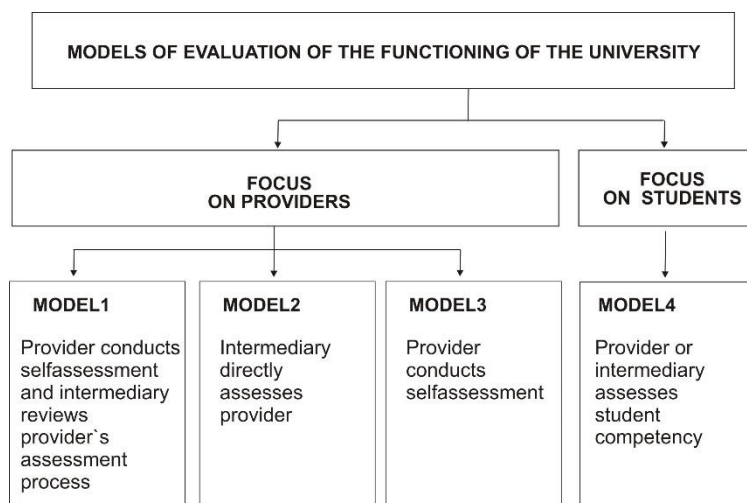 MODELS OF EVALUATION OF THE FUNCTIONING OF THE UNIVERSITY
FOCUS
ON PROVIDERS
FOCUS
ON STUDENTS
MODEL1
Provider conducts
selfassessment
and intermediary
reviews
provider`s
assessment
process
MODEL2
Intermediary
directly
assesses
provider
MODEL3
Provider
conducts
selfassessment
MODEL4
Provider or
intermediary
assesses
student
competency